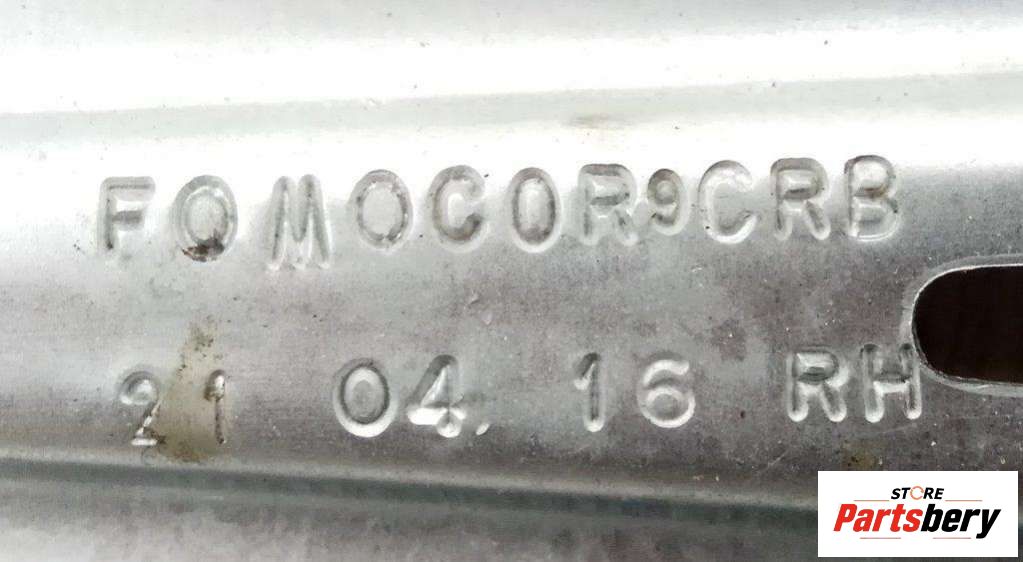 FOMOCOR9CRB
21 04 16 RH
STORE
Partsbery